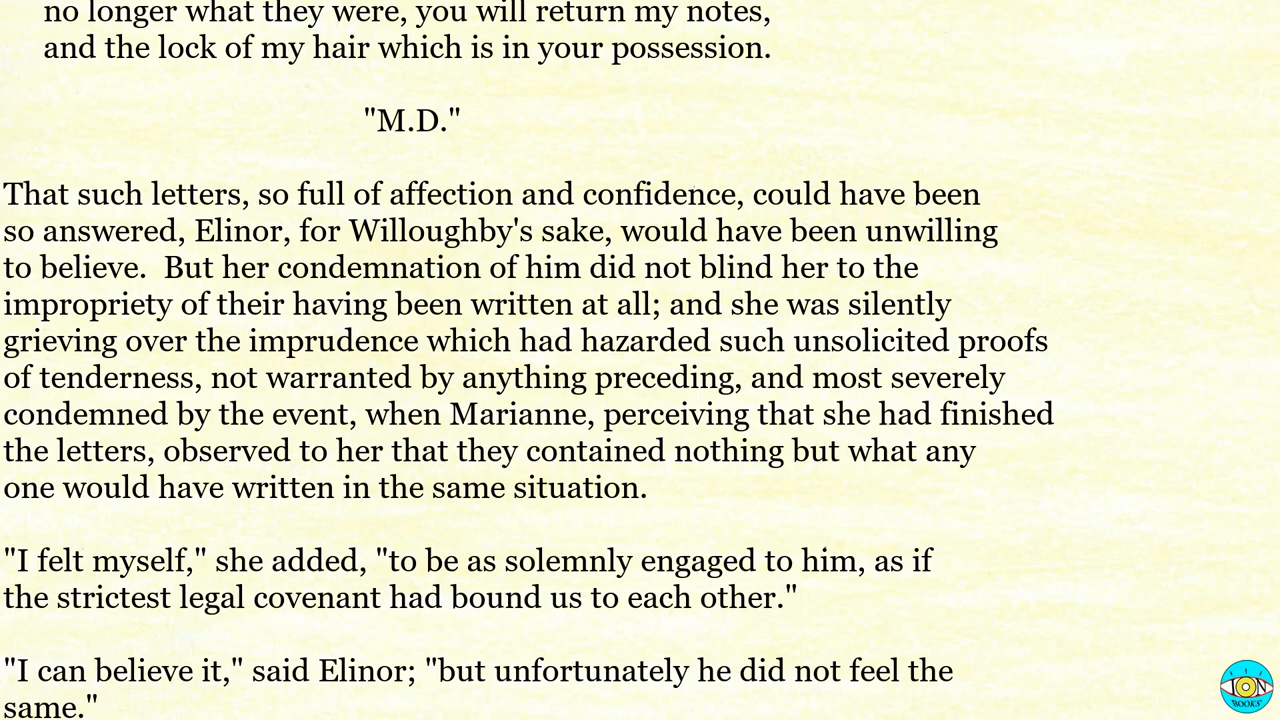 no longer what they were, you will return my notes,
and the lock of my hair which is in your possession.
"M.D."
That such letters, so full of affection and confidence, could have been
so answered, Elinor, for Willoughby's sake, would have been unwilling
to believe.  But her condemnation of him did not blind her to the
impropriety of their having been written at all; and she was silently
grieving over the imprudence which had hazarded such unsolicited proofs
of tenderness, not warranted by anything preceding, and most severely
condemned by the event, when Marianne, perceiving that she had finished
the letters, observed to her that they contained nothing but what any
one would have written in the same situation.
"I felt myself," she added, "to be as solemnly engaged to him, as if
the strictest legal covenant had bound us to each other."
"I can believe it," said Elinor; "but unfortunately he did not feel the
same."
ION
BOOKS